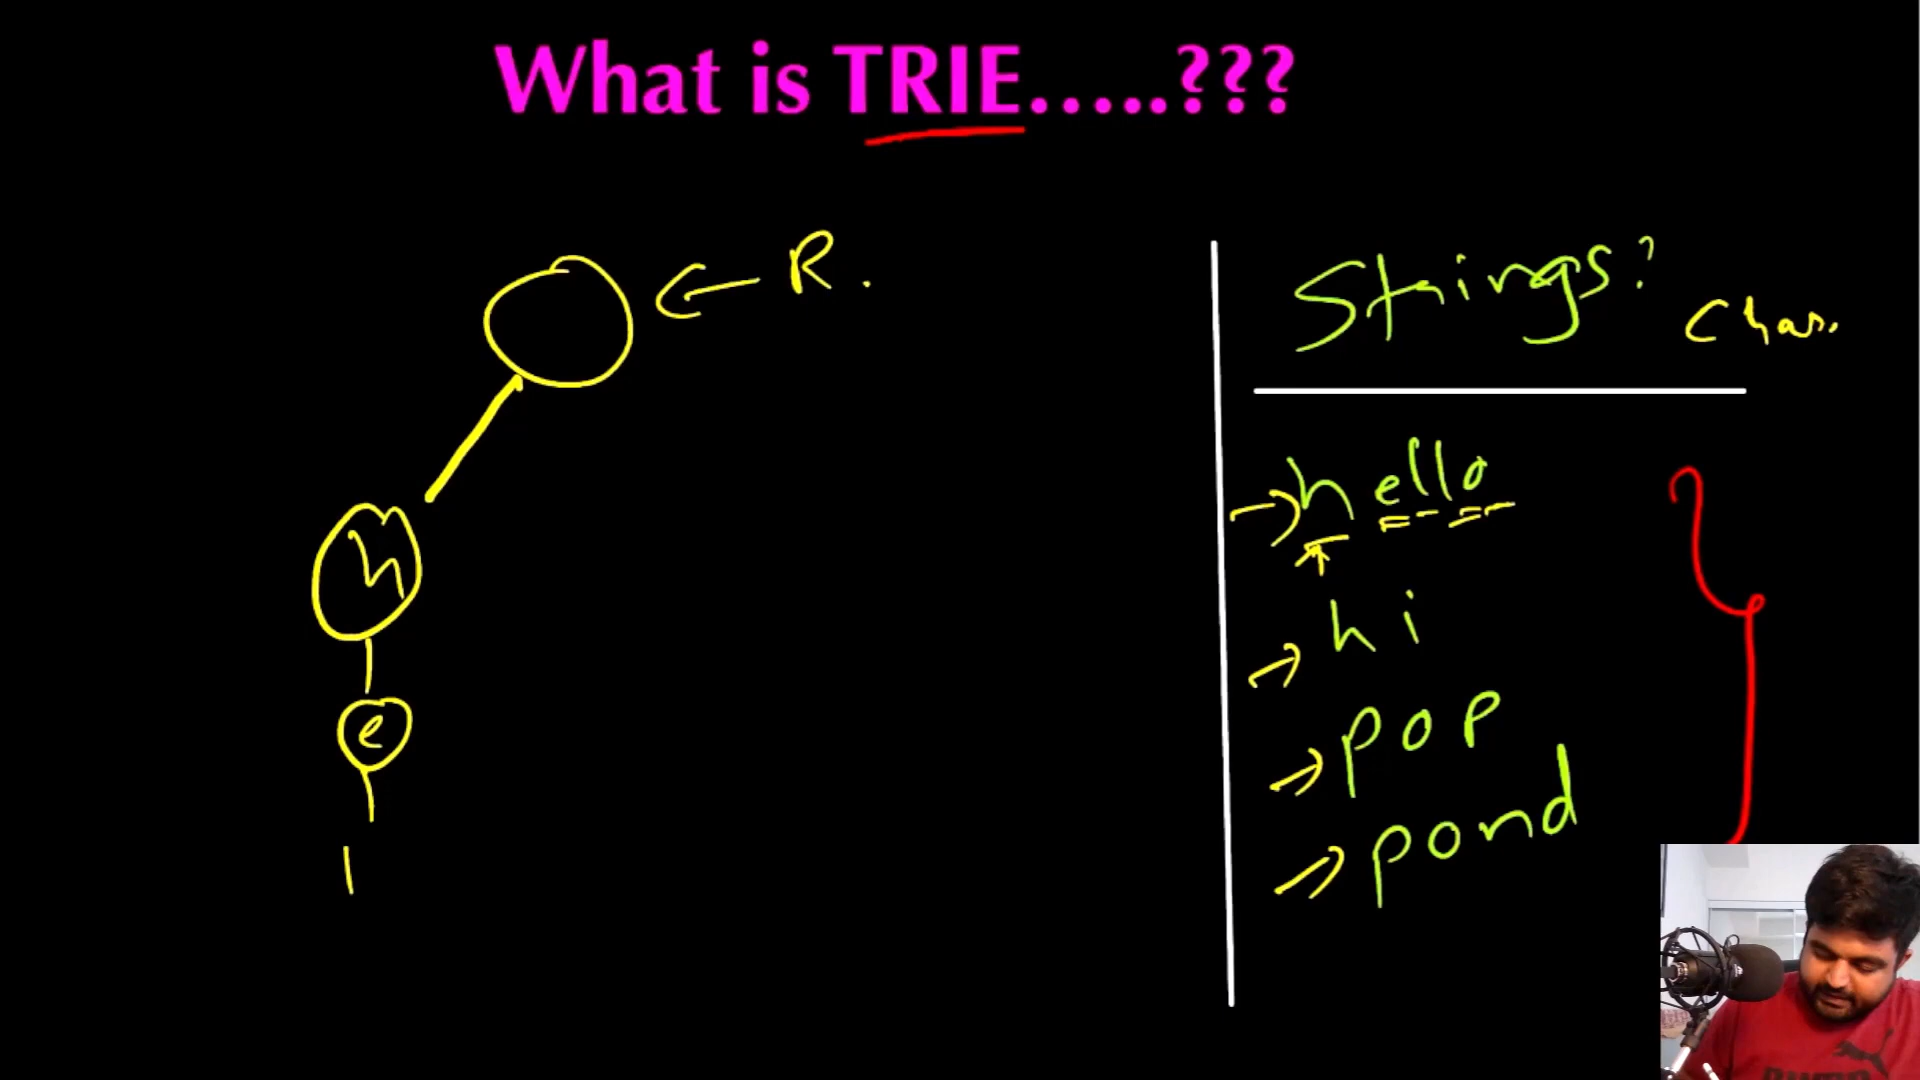 What is TRIE.....???
R.
Strings?
Char.
hello
hi
pop
pond
h
e
l